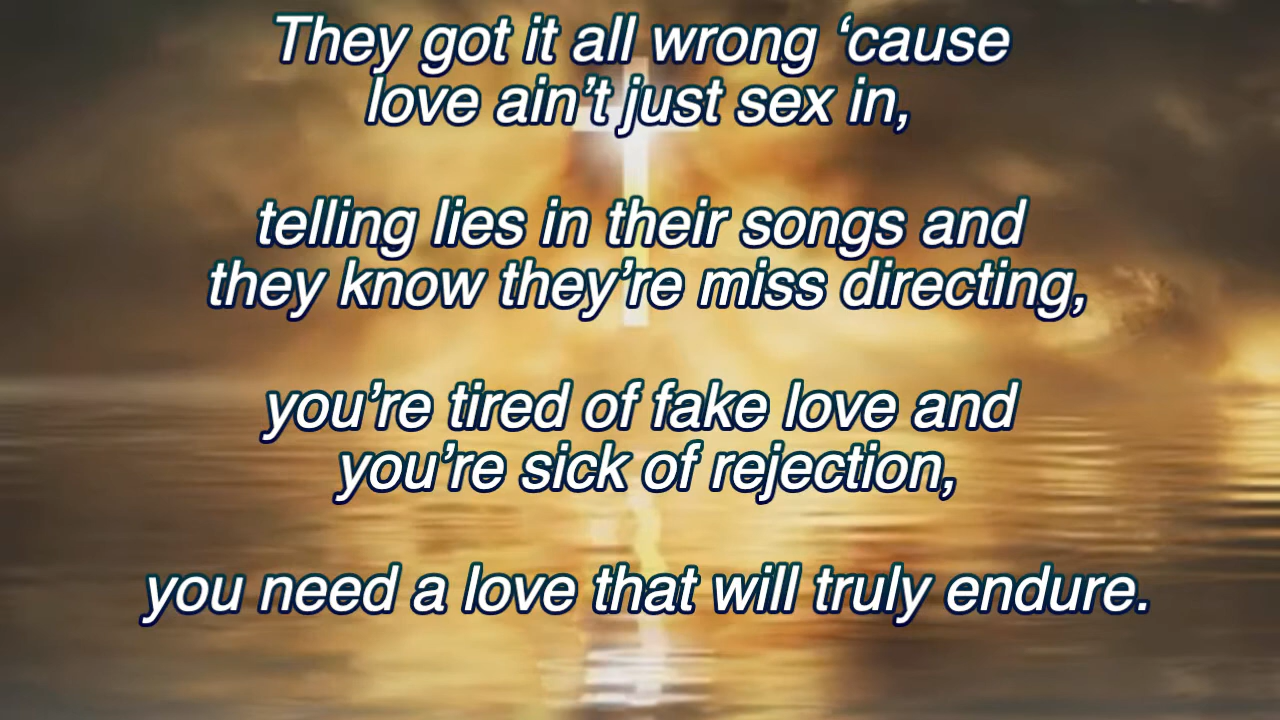 They got it all wrong ‘cause
love ain’t just sex in,
telling lies in their songs and
they know they’re miss directing,
you’re tired of fake love and
you’re sick of rejection,
you need a love that will truly endure.